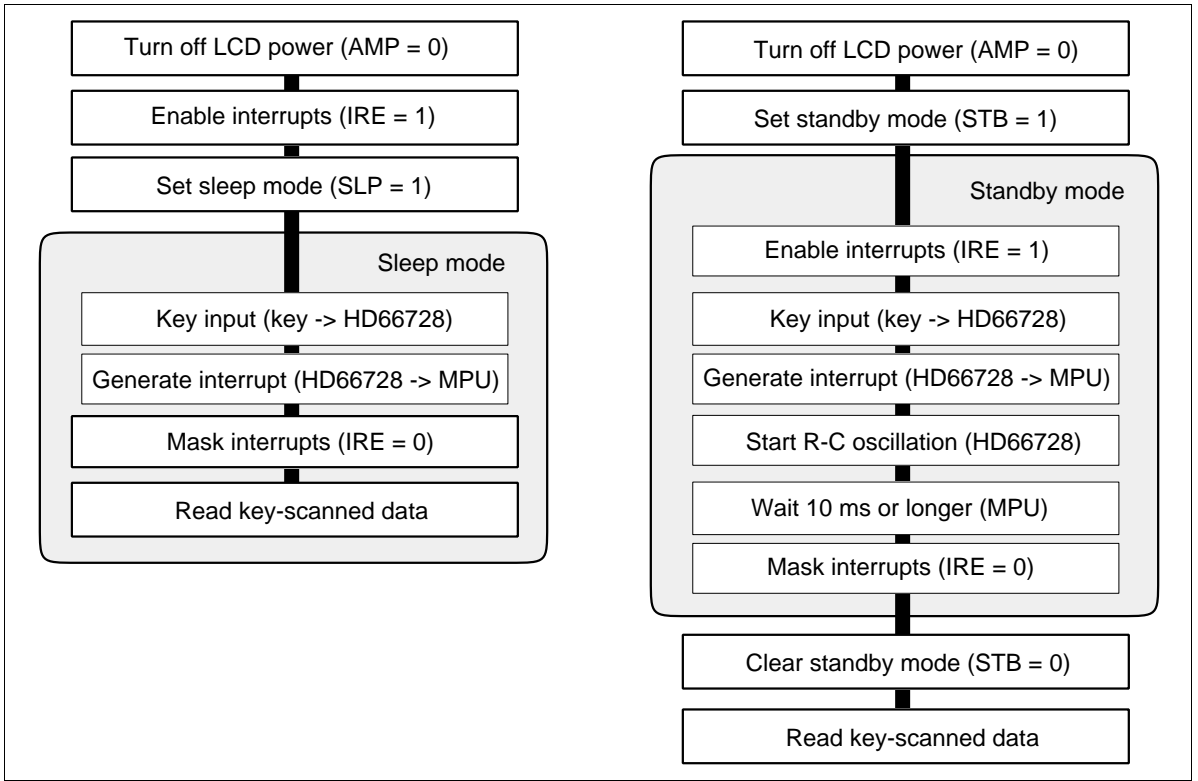 Turn off LCD power (AMP = 0)
Enable interrupts (IRE = 1)
Set sleep mode (SLP = 1)
Sleep mode
Key input (key -> HD66728)
Generate interrupt (HD66728 -> MPU)
Mask interrupts (IRE = 0)
Read key-scanned data
Turn off LCD power (AMP = 0)
Set standby mode (STB = 1)
Standby mode
Enable interrupts (IRE = 1)
Key input (key -> HD66728)
Generate interrupt (HD66728 -> MPU)
Start R-C oscillation (HD66728)
Wait 10 ms or longer (MPU)
Mask interrupts (IRE = 0)
Clear standby mode (STB = 0)
Read key-scanned data